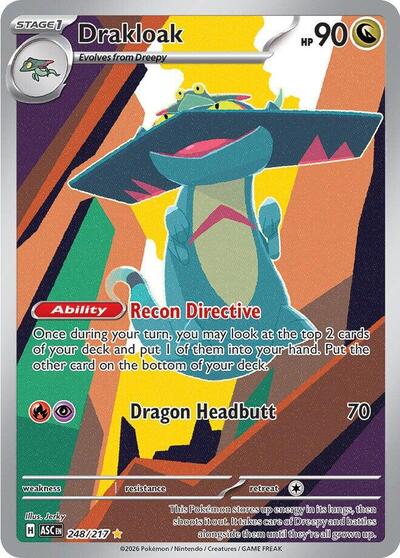 STAGE1
Drakloak
HP 90
Evolves from Dreepy
Ability Recon Directive
Once during your turn, you may look at the top 2 cards
of your deck and put 1 of them into your hand. Put the
other card on the bottom of your deck.
Dragon Headbutt 70
weakness resistance retreat
Illus. Jerky
H ASC EN 248/217
This Pokémon stores up energy in its lungs, then
shoots it out. It takes care of Dreepy and battles
alongside them until they're all grown up.
©2026 Pokémon / Nintendo / Creatures / GAME FREAK